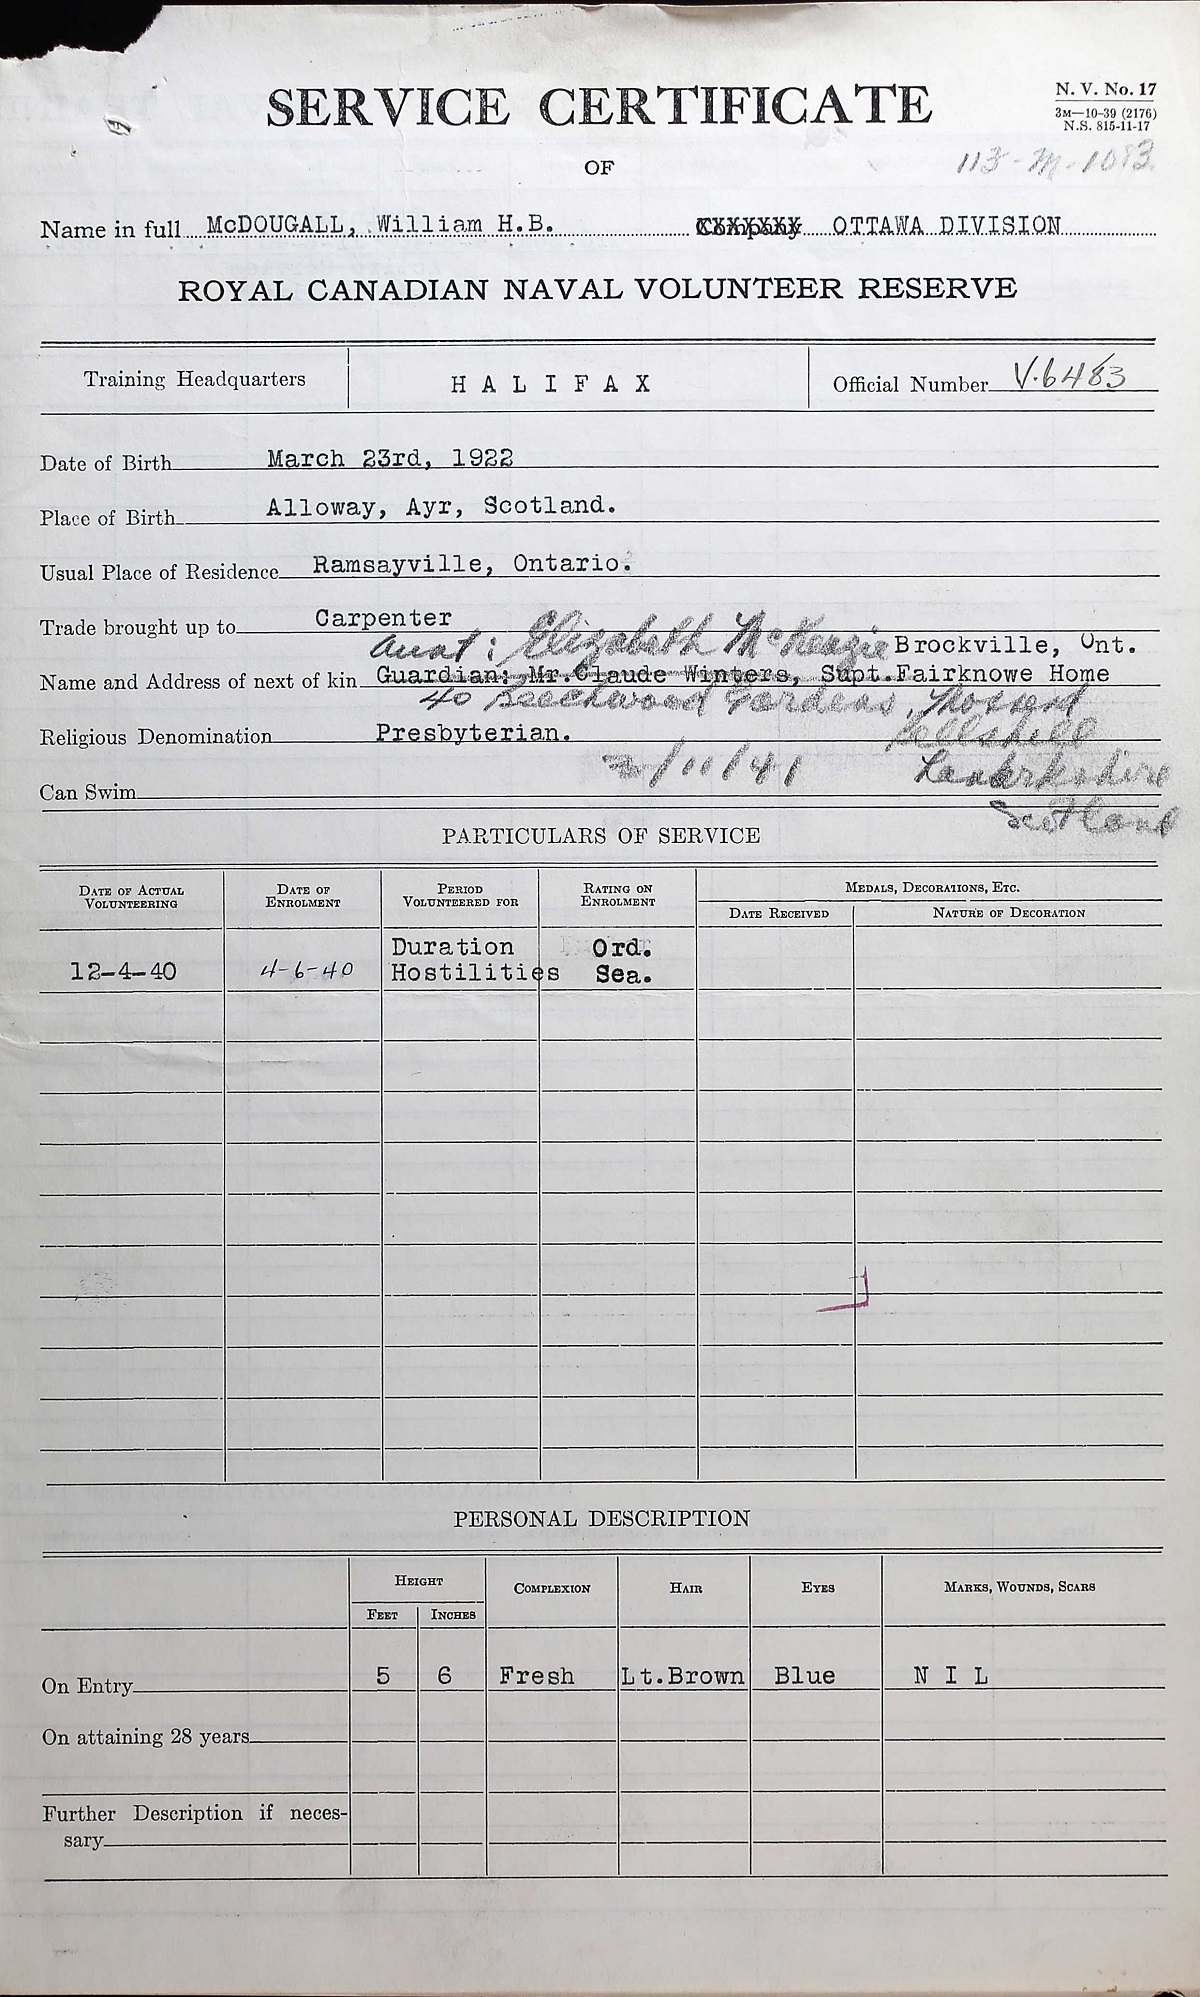 SERVICE CERTIFICATE
N. V. No. 17
3M—10-39 (2176)
N.S. 815-11-17
OF
113-M-1083
Name in full McDOUGALL, William H.B. Company OTTAWA DIVISION
ROYAL CANADIAN NAVAL VOLUNTEER RESERVE
Training Headquarters HALIFAX Official Number V.6483
Date of Birth March 23rd, 1922
Place of Birth Alloway, Ayr, Scotland.
Usual Place of Residence Ramsayville, Ontario.
Trade brought up to Carpenter
Aunt: Elizabeth McKenzie Brockville, Ont.
Name and Address of next of kin Guardian: Mr.Claude Winters, Supt.Fairknowe Home
40 Beechwood Gardens,
Religious Denomination Presbyterian. Bellshill
/11/41 Lanarkshire
Can Swim
Scotland
PARTICULARS OF SERVICE
Date of Actual Volunteering Date of Enrolment Period Volunteered for Rating on Enrolment Medals, Decorations, Etc.
Date Received Nature of Decoration
Duration Ord.
12-4-40 4-6-40 Hostilities Sea.
PERSONAL DESCRIPTION
Height Complexion Hair Eyes Marks, Wounds, Scars
Feet Inches
On Entry 5 6 Fresh Lt.Brown Blue NIL
On attaining 28 years
Further Description if neces-
sary